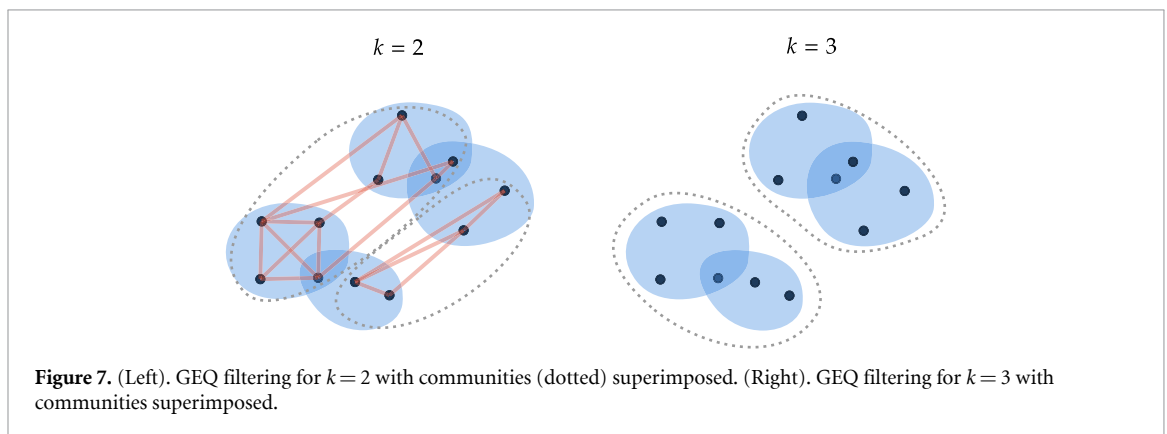 k = 2
k = 3
Figure 7. (Left). GEQ filtering for k = 2 with communities (dotted) superimposed. (Right). GEQ filtering for k = 3 with
communities superimposed.